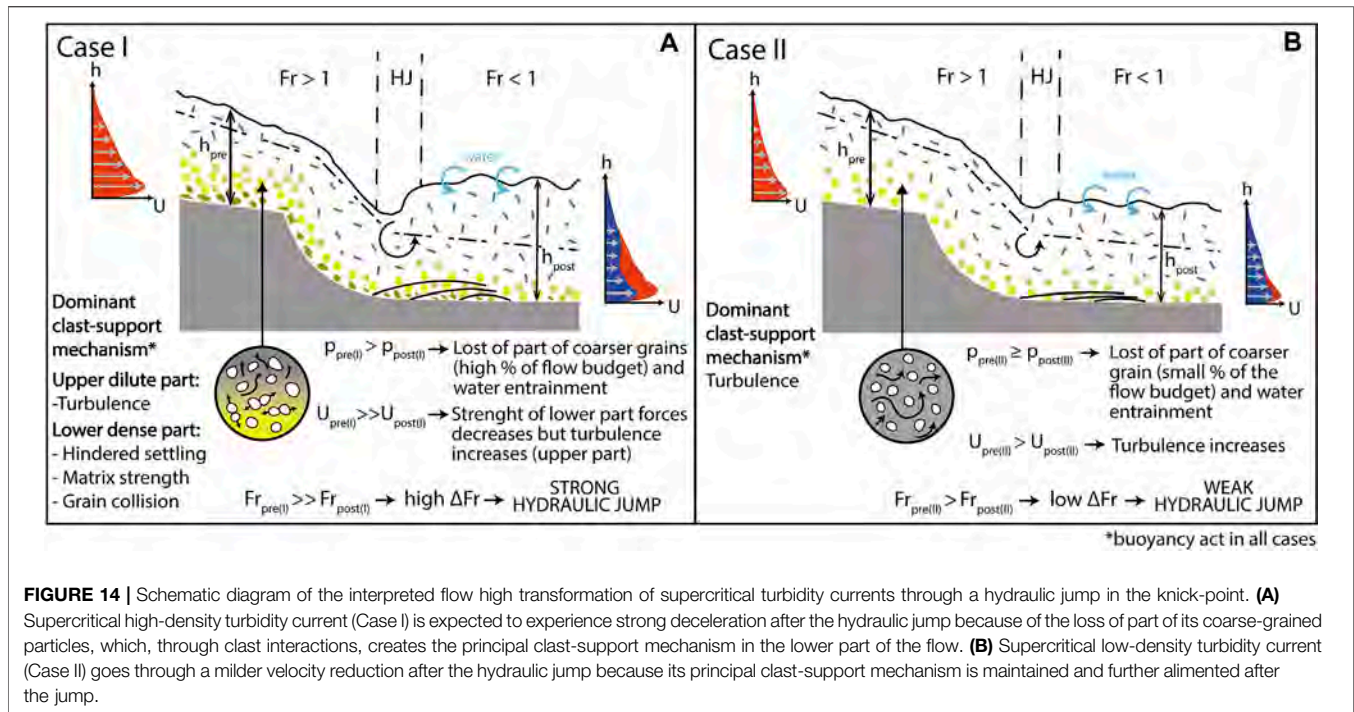 Case I
A
h
Fr > 1
HJ
Fr < 1
h_pre
water
h
U
h_post
U
Dominant
clast-support
mechanism*
Upper dilute part:
-Turbulence
Lower dense part:
- Hindered settling
- Matrix strength
- Grain collision
p_pre(I) > p_post(I) → Lost of part of coarser grains
(high % of flow budget) and
water entrainment
U_pre(I) >> U_post(I) → Strenght of lower part forces
decreases but turbulence
increases (upper part)
Fr_pre(I) >> Fr_post(I) → high ΔFr → STRONG
HYDRAULIC JUMP
Case II
B
h
Fr > 1
HJ
Fr < 1
h_pre
water
h
U
h_post
U
Dominant
clast-support
mechanism*
Turbulence
p_pre(II) ≥ p_post(II) → Lost of part of coarser
grain (small % of the
flow budget) and water
entrainment
U_pre(II) > U_post(II) → Turbulence increases
Fr_pre(II) > Fr_post(II) → low ΔFr → WEAK
HYDRAULIC JUMP
*buoyancy act in all cases
FIGURE 14 | Schematic diagram of the interpreted flow high transformation of supercritical turbidity currents through a hydraulic jump in the knick-point. (A)
Supercritical high-density turbidity current (Case I) is expected to experience strong deceleration after the hydraulic jump because of the loss of part of its coarse-grained
particles, which, through clast interactions, creates the principal clast-support mechanism in the lower part of the flow. (B) Supercritical low-density turbidity current
(Case II) goes through a milder velocity reduction after the hydraulic jump because its principal clast-support mechanism is maintained and further alimented after
the jump.